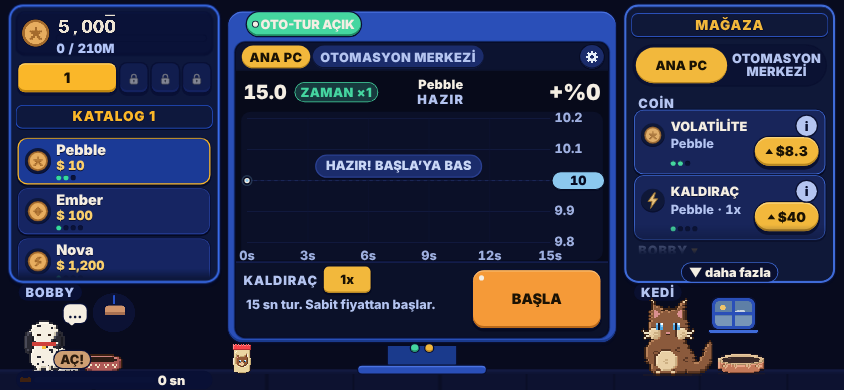 5,000
0 / 210M
1
KATALOG 1
Pebble
$ 10
Ember
$ 100
Nova
$ 1,200
BOBBY
AÇ!
0 sn
OTO-TUR AÇIK
ANA PC
OTOMASYON MERKEZİ
15.0
ZAMAN ×1
Pebble
HAZIR
+%0
10.2
10.1
HAZIR! BAŞLA'YA BAS
10
9.9
9.8
0s 3s 6s 9s 12s 15s
KALDIRAÇ 1x
15 sn tur. Sabit fiyattan başlar.
BAŞLA
MAĞAZA
ANA PC
OTOMASYON
MERKEZİ
COİN
VOLATİLİTE
i
Pebble
$8.3
KALDIRAÇ
i
Pebble · 1x
$40
BOBBY
daha fazla
KEDİ